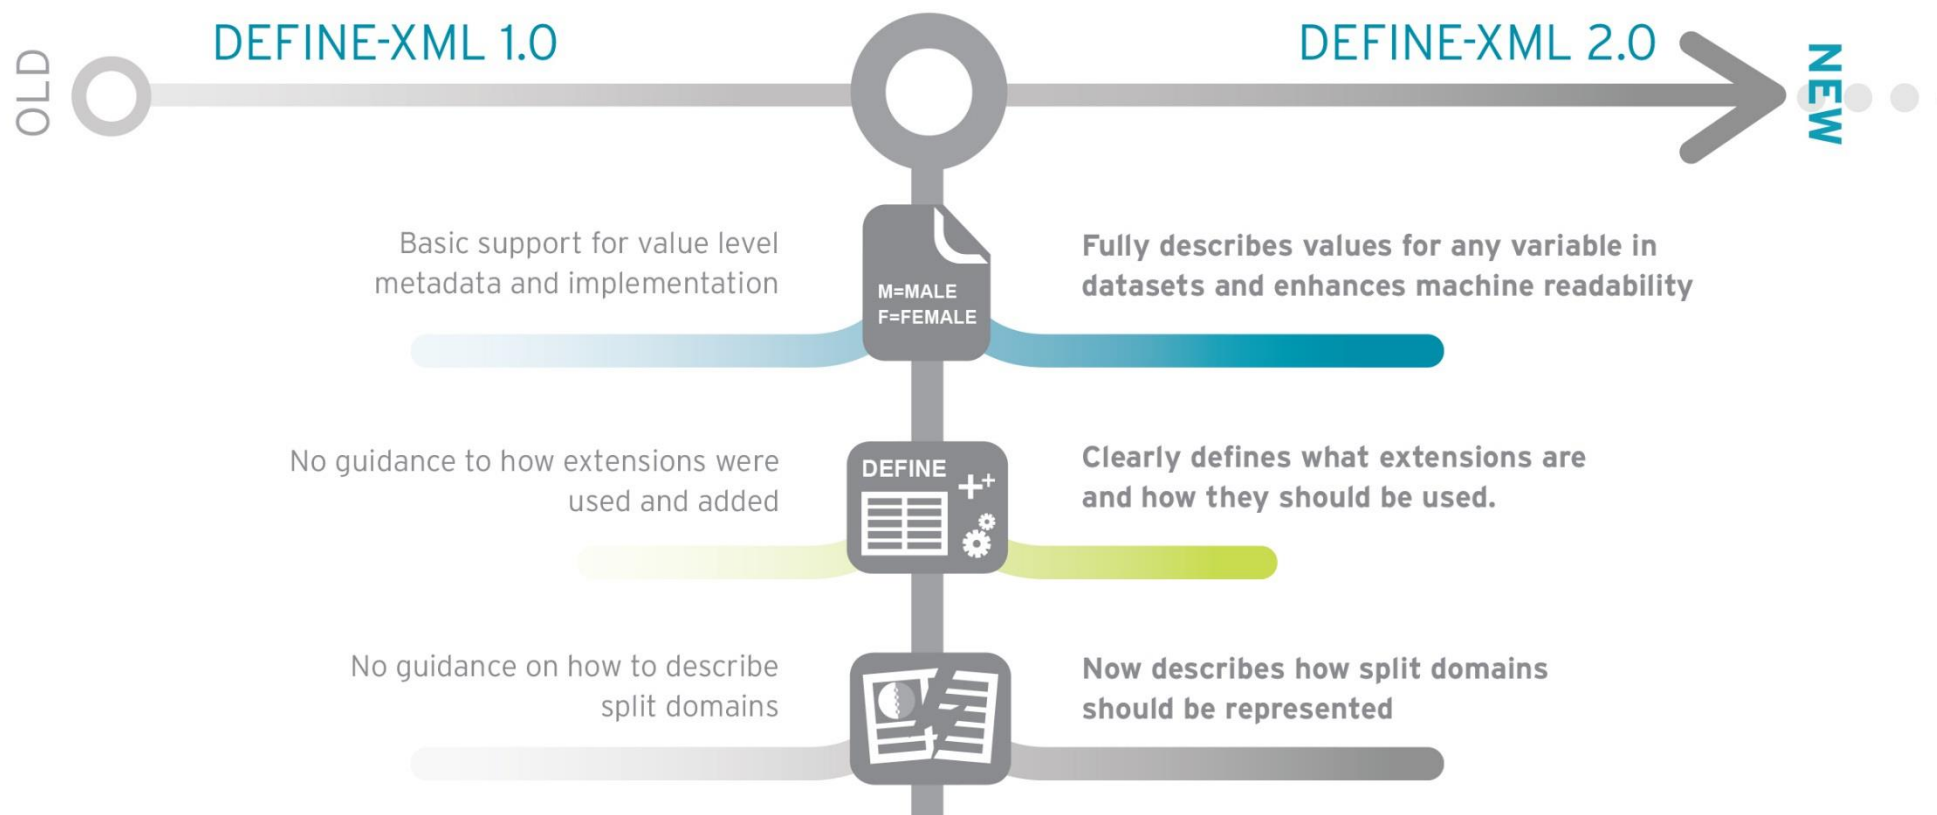 OLD
DEFINE-XML 1.0
DEFINE-XML 2.0
NEW
Basic support for value level
metadata and implementation
M=MALE
F=FEMALE
Fully describes values for any variable in
datasets and enhances machine readability
No guidance to how extensions were
used and added
DEFINE
Clearly defines what extensions are
and how they should be used.
No guidance on how to describe
split domains
Now describes how split domains
should be represented